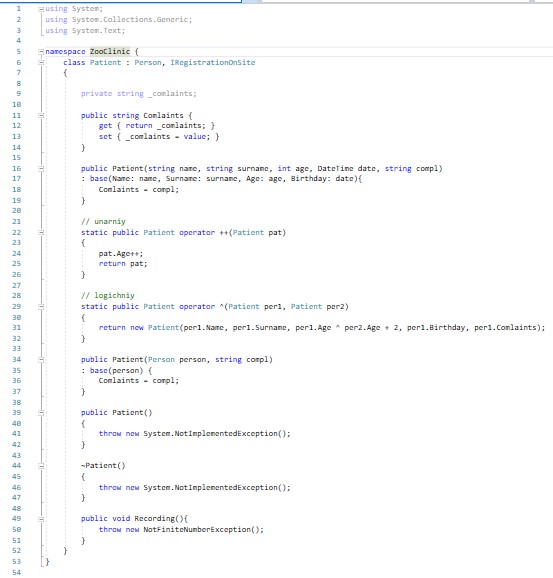 1 using System;
2 using System.Collections.Generic;
3 using System.Text;
4
5 namespace ZooClinic {
6 class Patient : Person, IRegistrationOnSite
7 {
8
9 private string _comlaints;
10
11 public string Comlaints {
12 get { return _comlaints; }
13 set { _comlaints = value; }
14 }
15
16 public Patient(string name, string surname, int age, DateTime date, string compl)
17 : base(Name: name, Surname: surname, Age: age, Birthday: date){
18 Comlaints = compl;
19 }
20
21 // unarniy
22 static public Patient operator ++(Patient pat)
23 {
24 pat.Age++;
25 return pat;
26 }
27
28 // logichniy
29 static public Patient operator ^(Patient per1, Patient per2)
30 {
31 return new Patient(per1.Name, per1.Surname, per1.Age ^ per2.Age + 2, per1.Birthday, per1.Comlaints);
32 }
33
34 public Patient(Person person, string compl)
35 : base(person) {
36 Comlaints = compl;
37 }
38
39 public Patient()
40 {
41 throw new System.NotImplementedException();
42 }
43
44 ~Patient()
45 {
46 throw new System.NotImplementedException();
47 }
48
49 public void Recording(){
50 throw new NotFiniteNumberException();
51 }
52 }
53 }
54